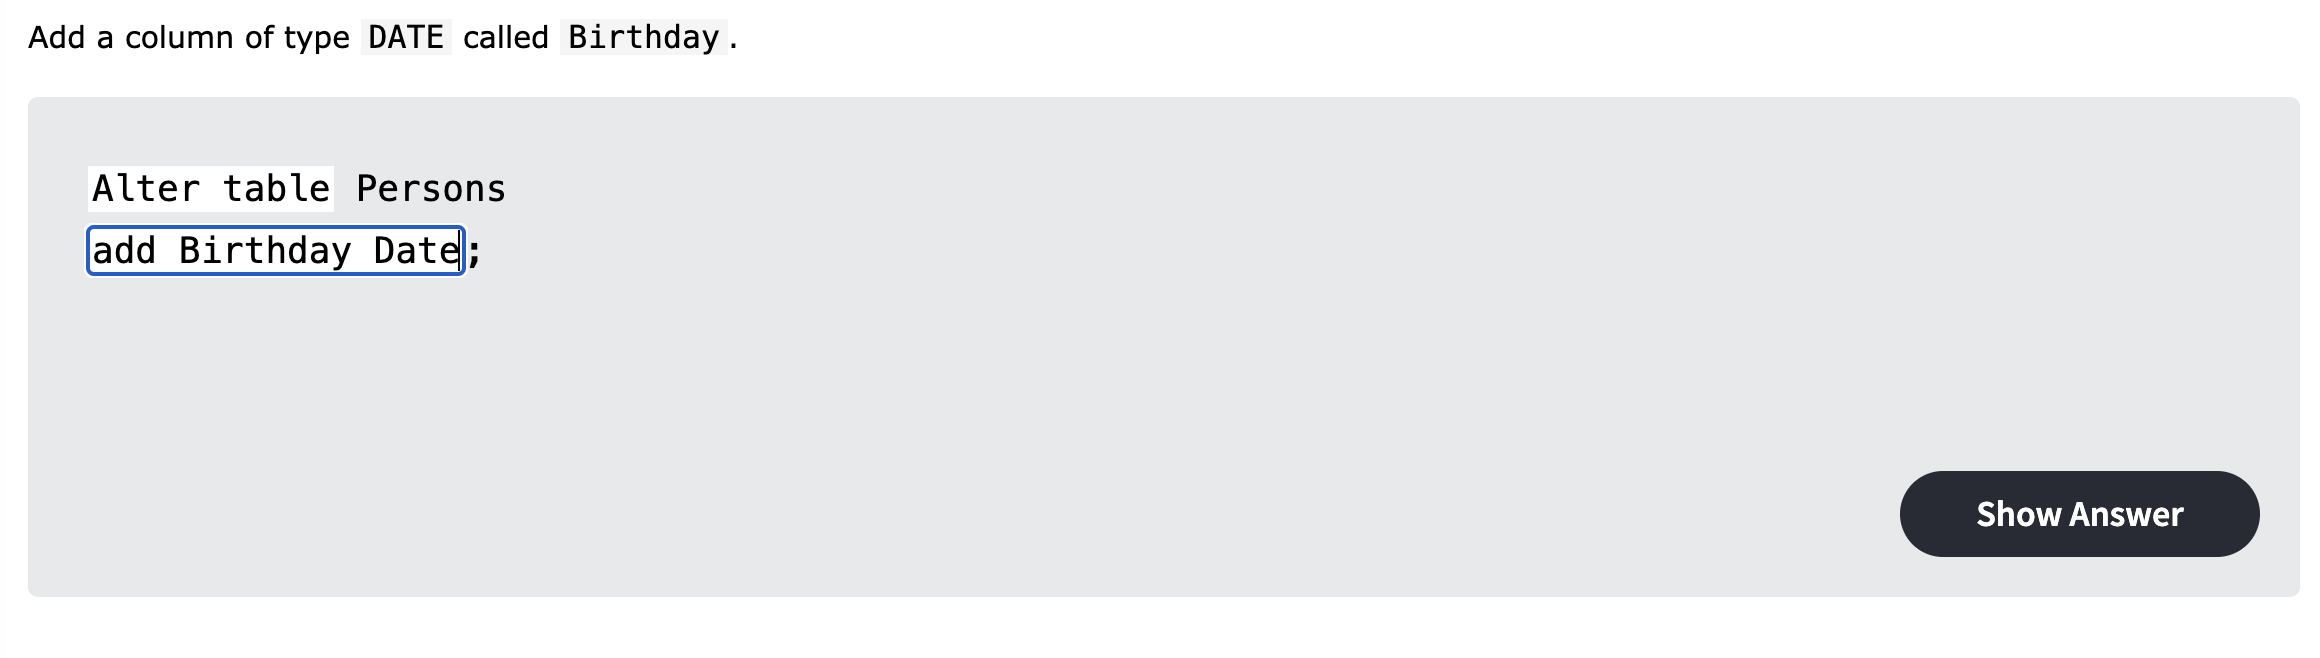 Add a column of type DATE called Birthday.
Alter table Persons
add Birthday Date;
Show Answer